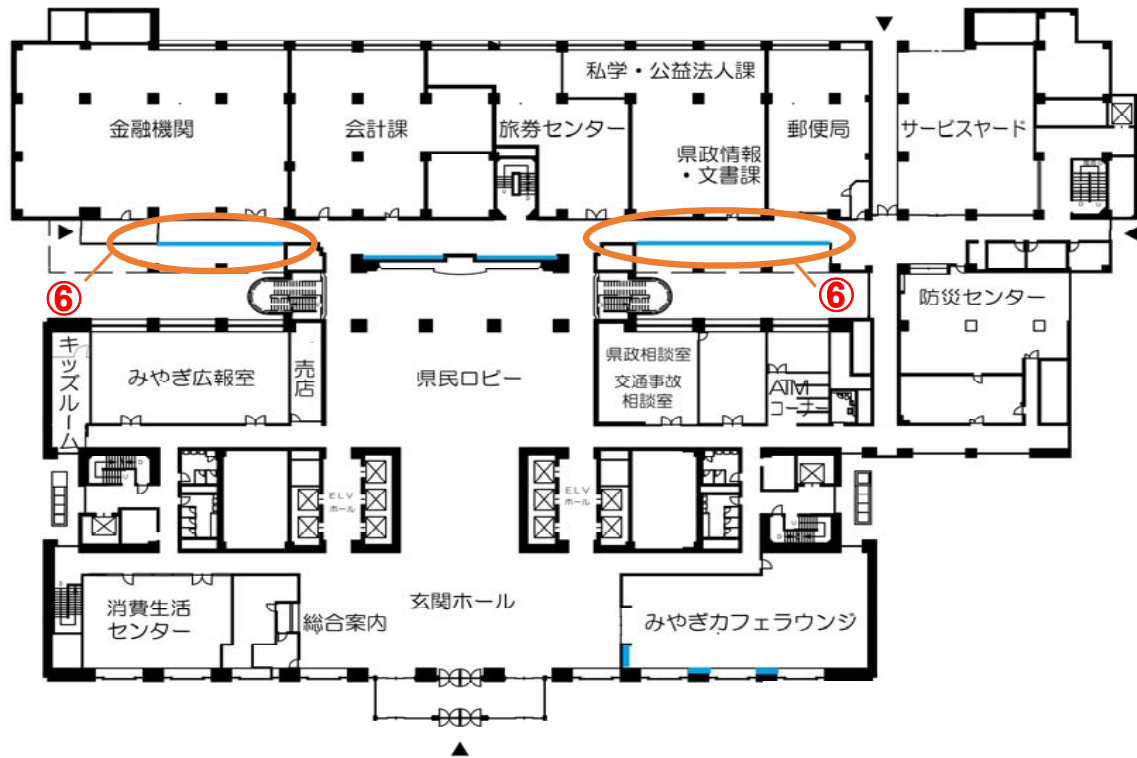 私学・公益法人課
金融機関
会計課
旅券センター
郵便局
サービスヤード
県政情報
・文書課
⑥
⑥
防災センター
キッズルーム
みやぎ広報室
売店
県民ロビー
県政相談室
交通事故
相談室
ATM
コーナー
ELV
ホール
ELV
ホール
消費生活
センター
総合案内
玄関ホール
みやぎカフェラウンジ